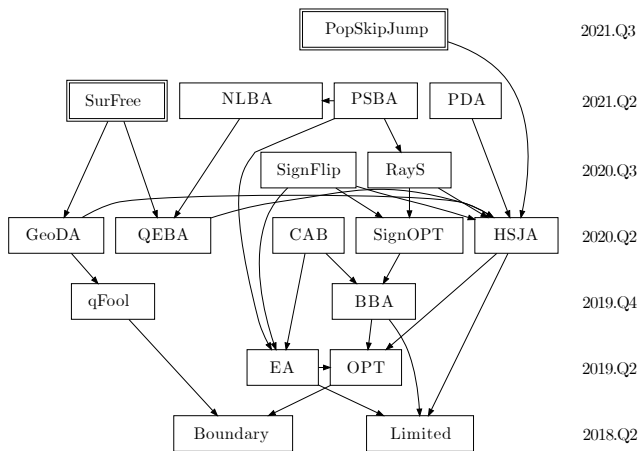 PopSkipJump 2021.Q3
SurFree NLBA PSBA PDA 2021.Q2
SignFlip RayS 2020.Q3
GeoDA QEBA CAB SignOPT HSJA 2020.Q2
qFool BBA 2019.Q4
EA OPT 2019.Q2
Boundary Limited 2018.Q2